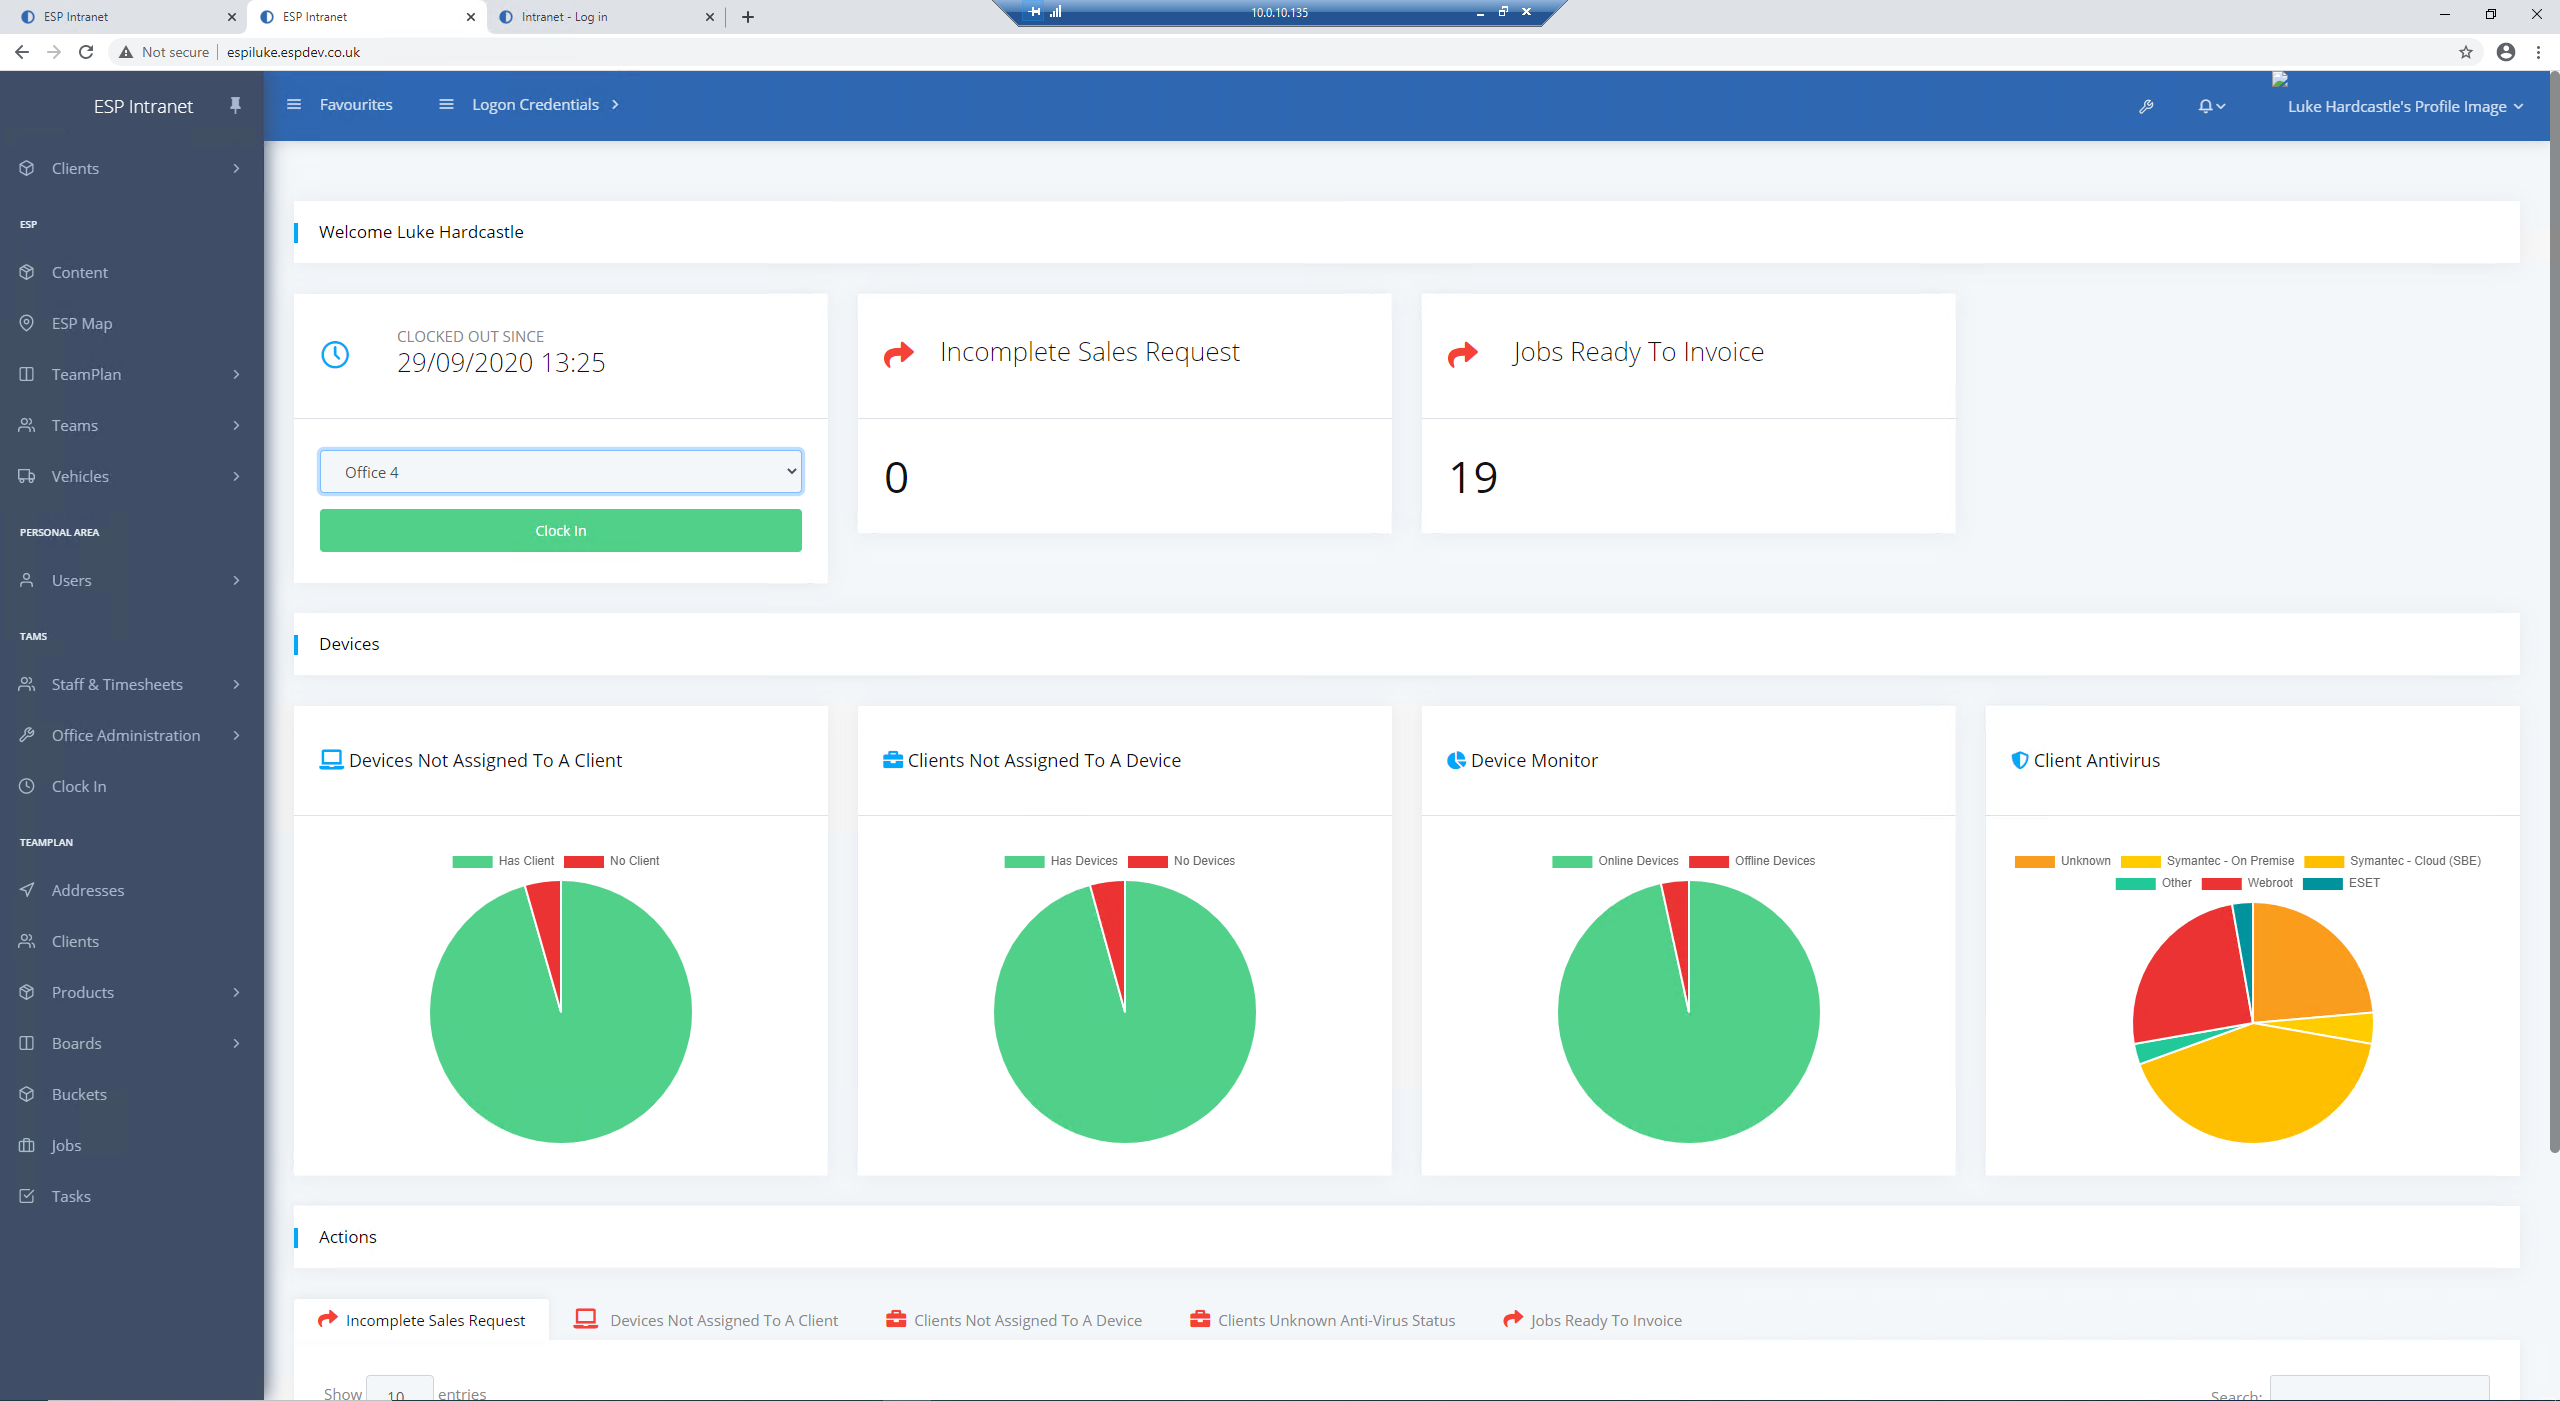 ESP Intranet
ESP Intranet
Intranet - Log in
10.0.10.135
Not secure
espiluke.espdev.co.uk
ESP Intranet
Favourites
Logon Credentials
Luke Hardcastle's Profile Image
Clients
ESP
Content
ESP Map
TeamPlan
Teams
Vehicles
PERSONAL AREA
Users
TAMS
Staff & Timesheets
Office Administration
Clock In
TEAMPLAN
Addresses
Clients
Products
Boards
Buckets
Jobs
Tasks
Welcome Luke Hardcastle
CLOCKED OUT SINCE
29/09/2020 13:25
Office 4
Clock In
Incomplete Sales Request
0
Jobs Ready To Invoice
19
Devices
Devices Not Assigned To A Client
Has Client No Client
Clients Not Assigned To A Device
Has Devices No Devices
Device Monitor
Online Devices Offline Devices
Client Antivirus
Unknown Symantec - On Premise Symantec - Cloud (SBE)
Other Webroot ESET
Actions
Incomplete Sales Request
Devices Not Assigned To A Client
Clients Not Assigned To A Device
Clients Unknown Anti-Virus Status
Jobs Ready To Invoice
Show 10 entries
Search: